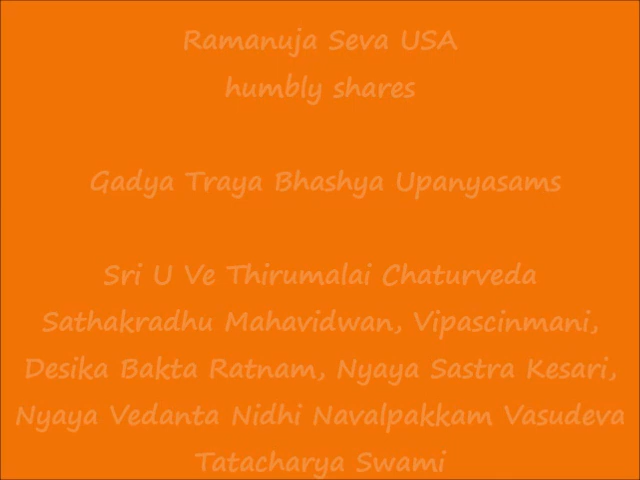 Ramanuja Seva USA
humbly shares
Gadya Traya Bhashya Upanyasams
Sri U Ve Thirumalai Chaturveda
Sathakradhu Mahavidwan, Vipascinmani,
Desika Bakta Ratnam, Nyaya Sastra Kesari,
Nyaya Vedanta Nidhi Navalpakkam Vasudeva
Tatacharya Swami